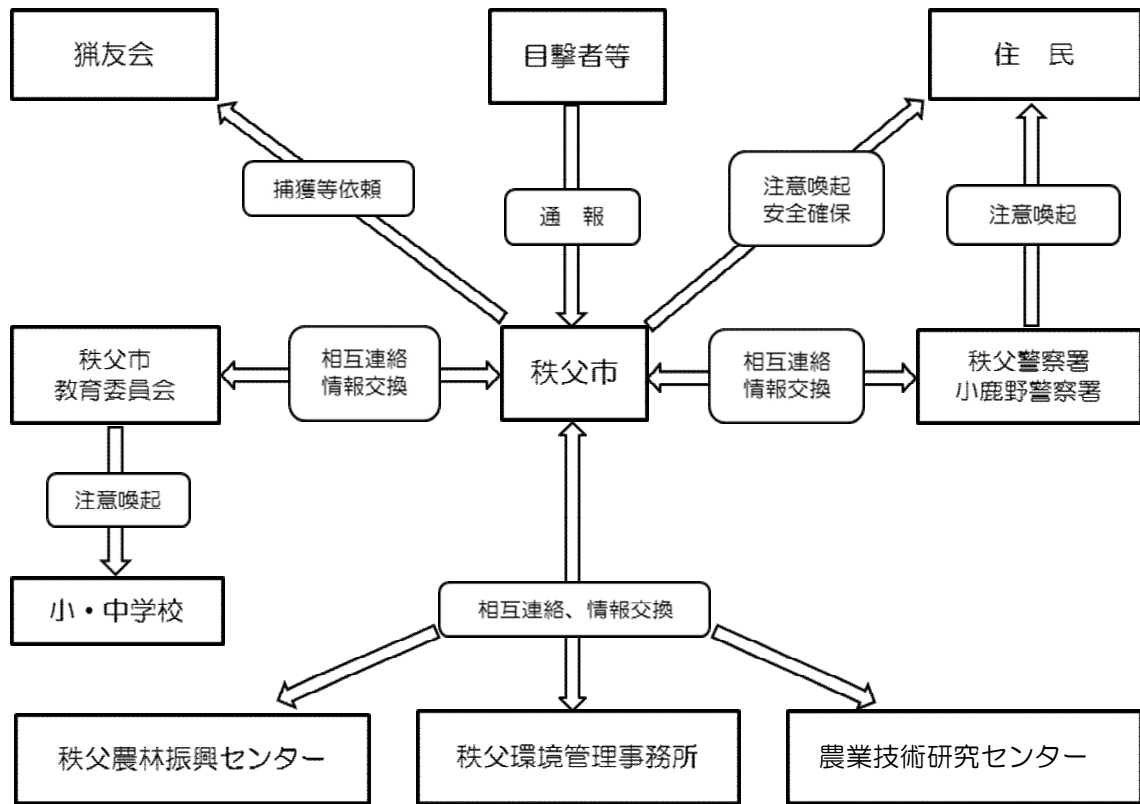 猟友会
目撃者等
住　民
捕獲等依頼
通　報
注意喚起
安全確保
注意喚起
秩父市
教育委員会
相互連絡
情報交換
秩父市
相互連絡
情報交換
秩父警察署
小鹿野警察署
注意喚起
小・中学校
相互連絡、情報交換
秩父農林振興センター
秩父環境管理事務所
農業技術研究センター